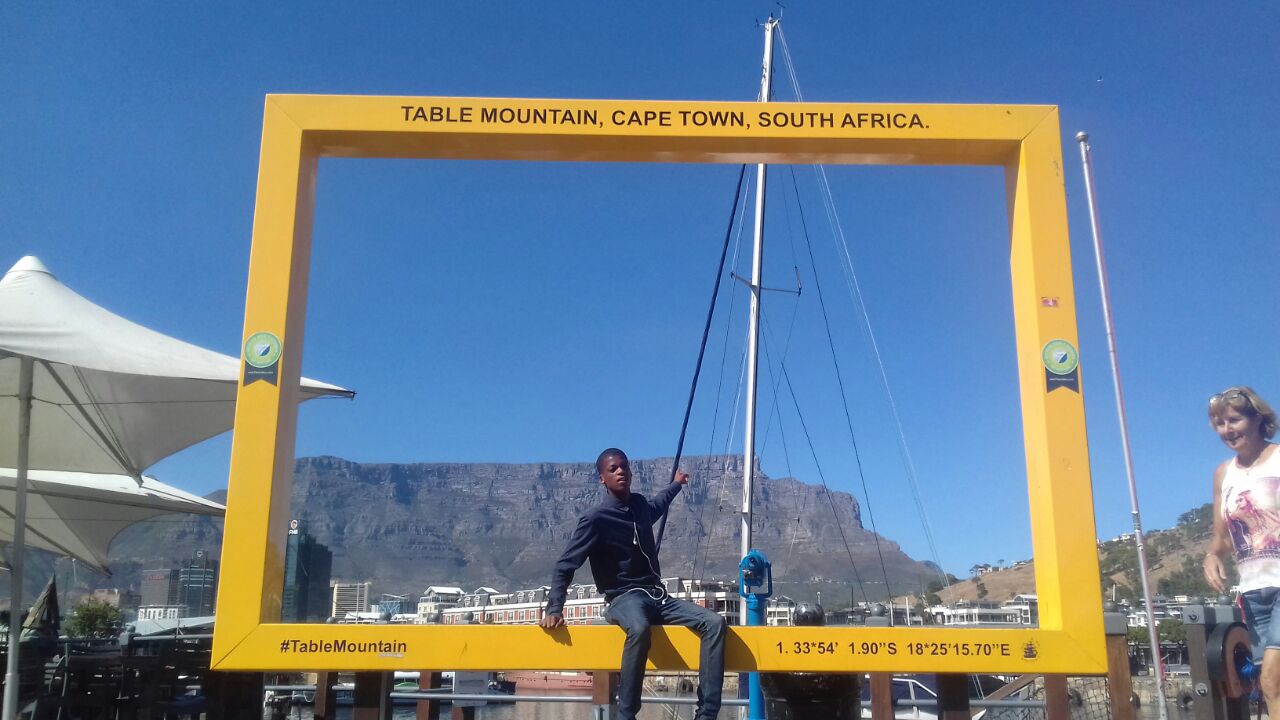 TABLE MOUNTAIN, CAPE TOWN, SOUTH AFRICA.
#TableMountain
1. 33*54' 1.90"S 18*25'15.70"E